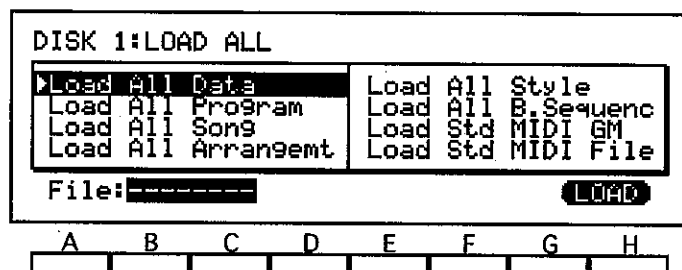 DISK 1:LOAD ALL
▶Load All Data
Load All Program
Load All Song
Load All Arrangemt
Load All Style
Load All B.Sequenc
Load Std MIDI GM
Load Std MIDI File
File:--------
LOAD
A B C D E F G H